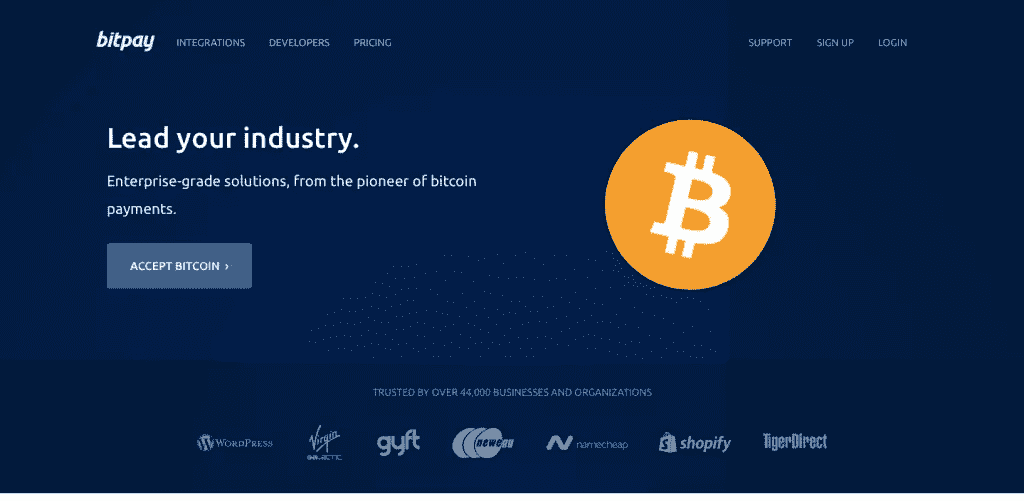 bitpay INTEGRATIONS DEVELOPERS PRICING SUPPORT SIGN UP LOGIN
Lead your industry.
Enterprise-grade solutions, from the pioneer of bitcoin
payments.
ACCEPT BITCOIN ›
TRUSTED BY OVER 44,000 BUSINESSES AND ORGANIZATIONS
WORDPRESS Virgin GALACTIC gyft newegg namecheap shopify TigerDirect